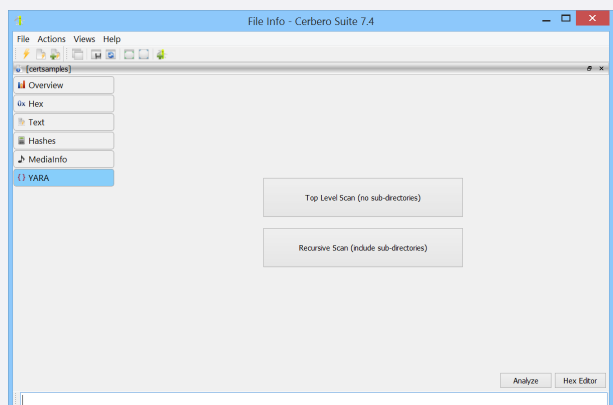 File Info - Cerbero Suite 7.4
File Actions Views Help
[certsamples]
Overview
0x Hex
Text
Hashes
MediaInfo
{} YARA
Top Level Scan (no sub-directories)
Recursive Scan (include sub-directories)
Analyze Hex Editor